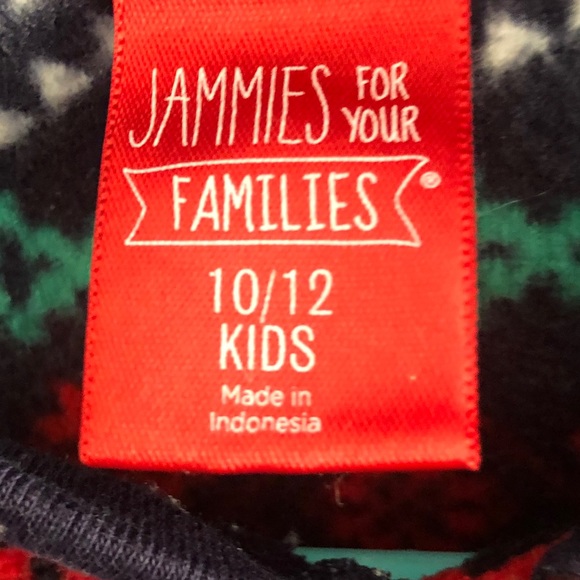 JAMMIES FOR YOUR
FAMILIES®
10/12
KIDS
Made in
Indonesia